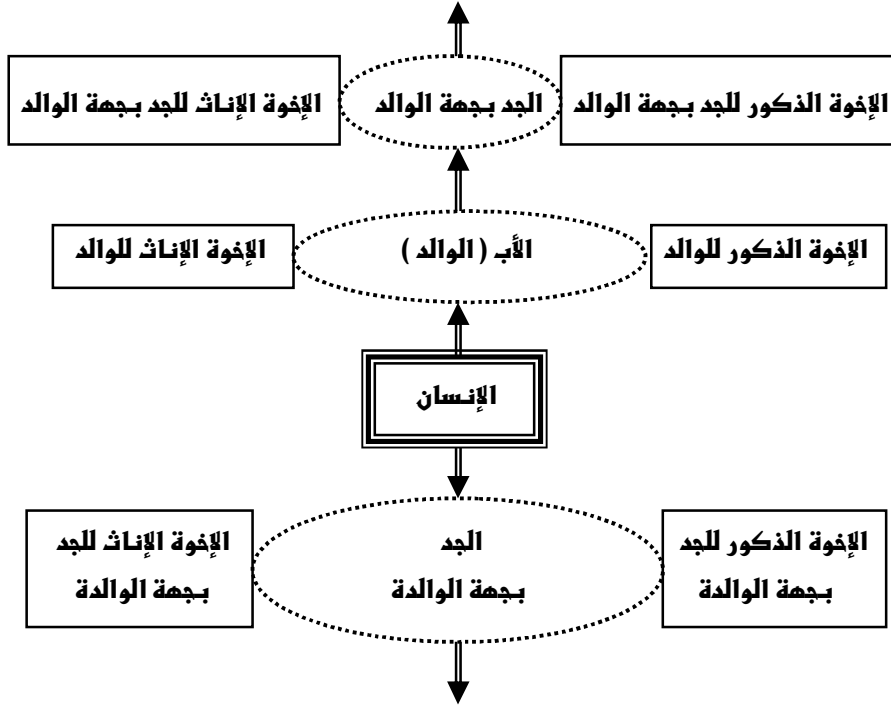 الإخوة الذكور للجد بجهة الوالد
الجد بجهة الوالد
الإخوة الإناث للجد بجهة الوالد
الإخوة الذكور للوالد
الأب ( الوالد )
الإخوة الإناث للوالد
الإنسان
الإخوة الذكور للجد
بجهة الوالدة
الجد
بجهة الوالدة
الإخوة الإناث للجد
بجهة الوالدة